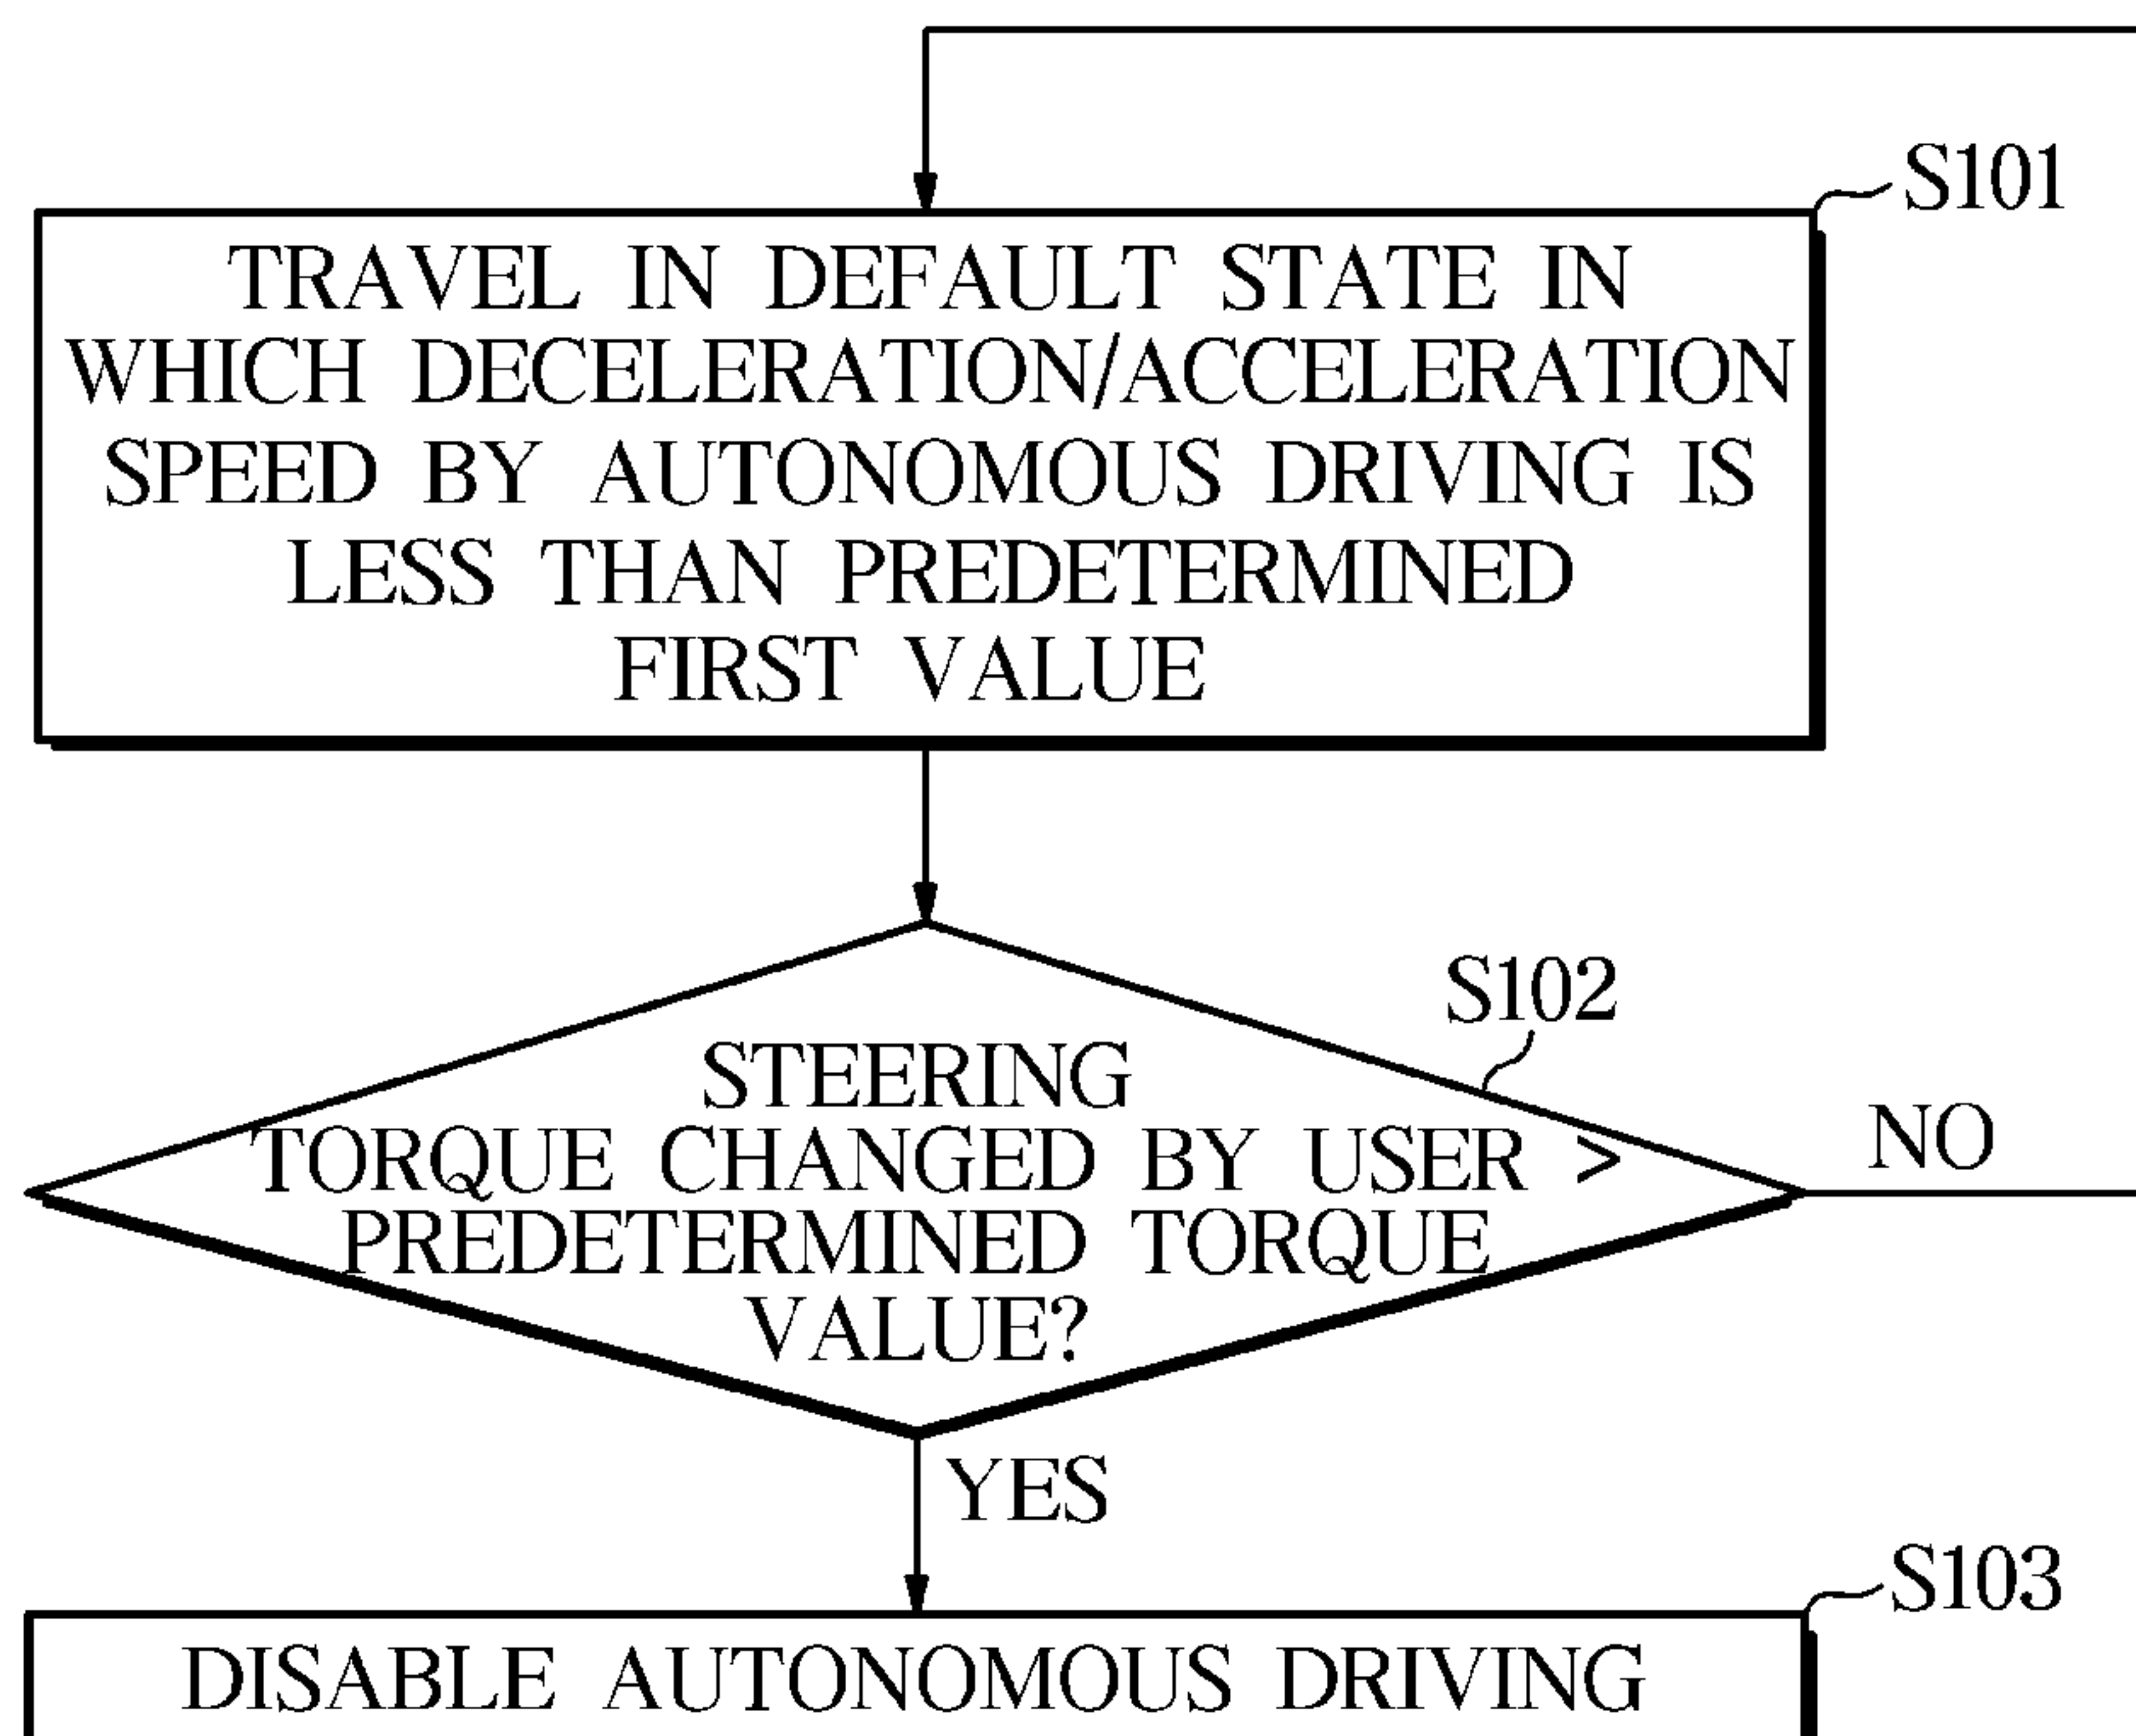 S101
TRAVEL IN DEFAULT STATE IN
WHICH DECELERATION/ACCELERATION
SPEED BY AUTONOMOUS DRIVING IS
LESS THAN PREDETERMINED
FIRST VALUE
S102
STEERING
TORQUE CHANGED BY USER >
PREDETERMINED TORQUE
VALUE?
NO
YES
S103
DISABLE AUTONOMOUS DRIVING